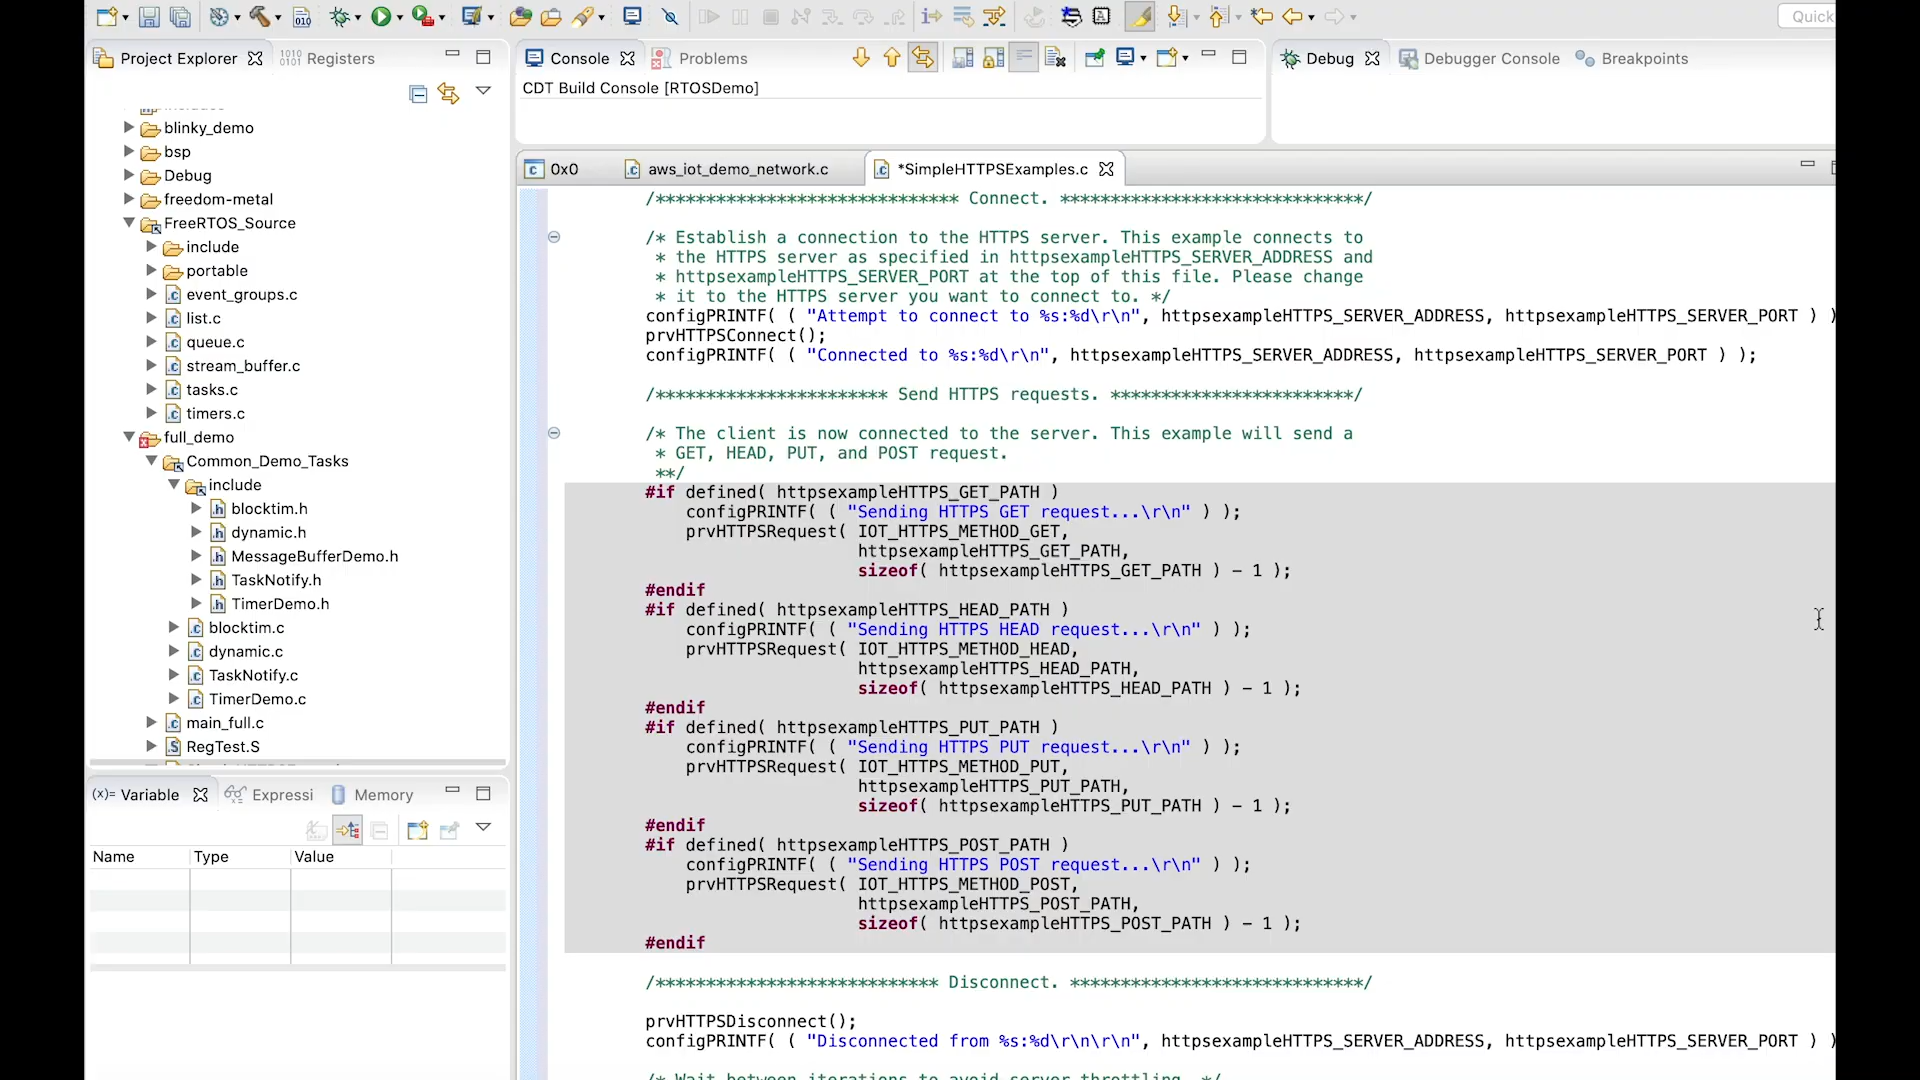 Quick
Project Explorer
Registers
Console
Problems
Debug
Debugger Console
Breakpoints
CDT Build Console [RTOSDemo]
blinky_demo
bsp
Debug
freedom-metal
FreeRTOS_Source
include
portable
event_groups.c
list.c
queue.c
stream_buffer.c
tasks.c
timers.c
full_demo
Common_Demo_Tasks
include
blocktim.h
dynamic.h
MessageBufferDemo.h
TaskNotify.h
TimerDemo.h
blocktim.c
dynamic.c
TaskNotify.c
TimerDemo.c
main_full.c
RegTest.S
(x)= Variable
Expressi
Memory
Name Type Value
0x0
aws_iot_demo_network.c
*SimpleHTTPSExamples.c
/****************************** Connect. ******************************/
/* Establish a connection to the HTTPS server. This example connects to
* the HTTPS server as specified in httpsexampleHTTPS_SERVER_ADDRESS and
* httpsexampleHTTPS_SERVER_PORT at the top of this file. Please change
* it to the HTTPS server you want to connect to. */
configPRINTF( ( "Attempt to connect to %s:%d\r\n", httpsexampleHTTPS_SERVER_ADDRESS, httpsexampleHTTPS_SERVER_PORT ) )
prvHTTPSConnect();
configPRINTF( ( "Connected to %s:%d\r\n", httpsexampleHTTPS_SERVER_ADDRESS, httpsexampleHTTPS_SERVER_PORT ) );
/*********************** Send HTTPS requests. ************************/
/* The client is now connected to the server. This example will send a
* GET, HEAD, PUT, and POST request.
**/
#if defined( httpsexampleHTTPS_GET_PATH )
configPRINTF( ( "Sending HTTPS GET request...\r\n" ) );
prvHTTPSRequest( IOT_HTTPS_METHOD_GET,
httpsexampleHTTPS_GET_PATH,
sizeof( httpsexampleHTTPS_GET_PATH ) - 1 );
#endif
#if defined( httpsexampleHTTPS_HEAD_PATH )
configPRINTF( ( "Sending HTTPS HEAD request...\r\n" ) );
prvHTTPSRequest( IOT_HTTPS_METHOD_HEAD,
httpsexampleHTTPS_HEAD_PATH,
sizeof( httpsexampleHTTPS_HEAD_PATH ) - 1 );
#endif
#if defined( httpsexampleHTTPS_PUT_PATH )
configPRINTF( ( "Sending HTTPS PUT request...\r\n" ) );
prvHTTPSRequest( IOT_HTTPS_METHOD_PUT,
httpsexampleHTTPS_PUT_PATH,
sizeof( httpsexampleHTTPS_PUT_PATH ) - 1 );
#endif
#if defined( httpsexampleHTTPS_POST_PATH )
configPRINTF( ( "Sending HTTPS POST request...\r\n" ) );
prvHTTPSRequest( IOT_HTTPS_METHOD_POST,
httpsexampleHTTPS_POST_PATH,
sizeof( httpsexampleHTTPS_POST_PATH ) - 1 );
#endif
/**************************** Disconnect. *****************************/
prvHTTPSDisconnect();
configPRINTF( ( "Disconnected from %s:%d\r\n\r\n", httpsexampleHTTPS_SERVER_ADDRESS, httpsexampleHTTPS_SERVER_PORT ) )
/* Wait between iterations to avoid server throttling. */